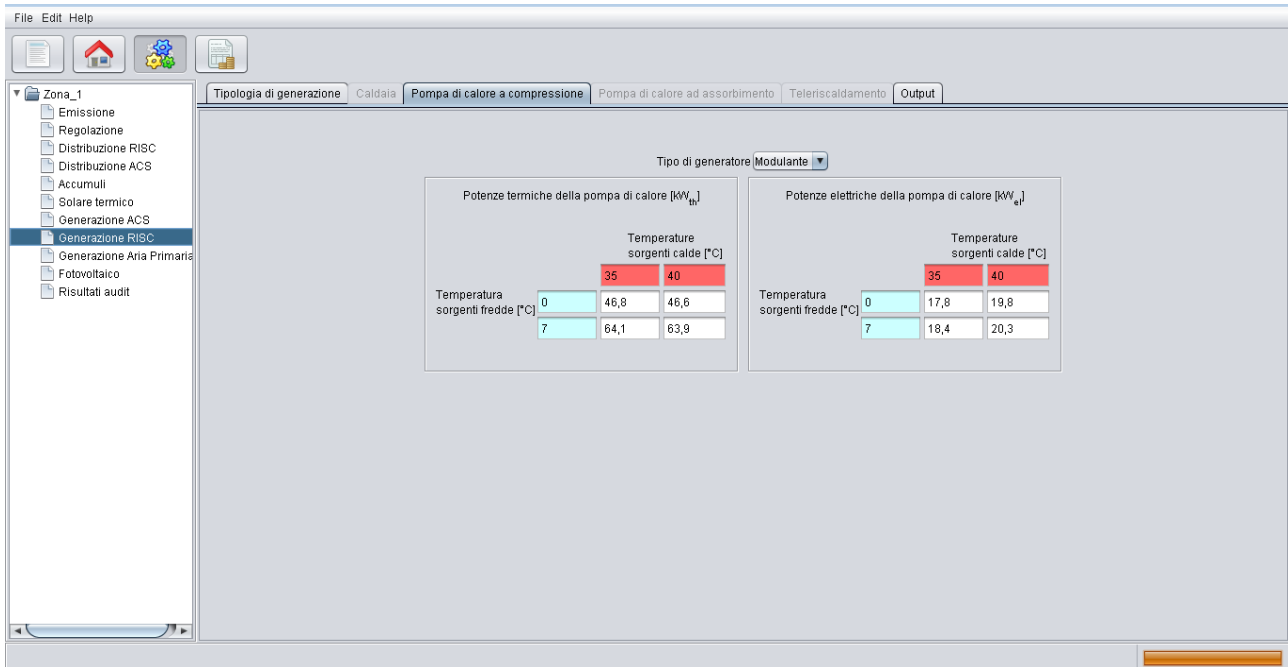 File Edit Help
Zona_1
Emissione
Regolazione
Distribuzione RISC
Distribuzione ACS
Accumuli
Solare termico
Generazione ACS
Generazione RISC
Generazione Aria Primaria
Fotovoltaico
Risultati audit
Tipologia di generazione Caldaia Pompa di calore a compressione Pompa di calore ad assorbimento Teleriscaldamento Output
Tipo di generatore Modulante
Potenze termiche della pompa di calore [kW_th]
Temperature
sorgenti calde [°C]
35 40
Temperatura
sorgenti fredde [°C]
0 46,8 46,6
7 64,1 63,9
Potenze elettriche della pompa di calore [kW_el]
Temperature
sorgenti calde [°C]
35 40
Temperatura
sorgenti fredde [°C]
0 17,8 19,8
7 18,4 20,3